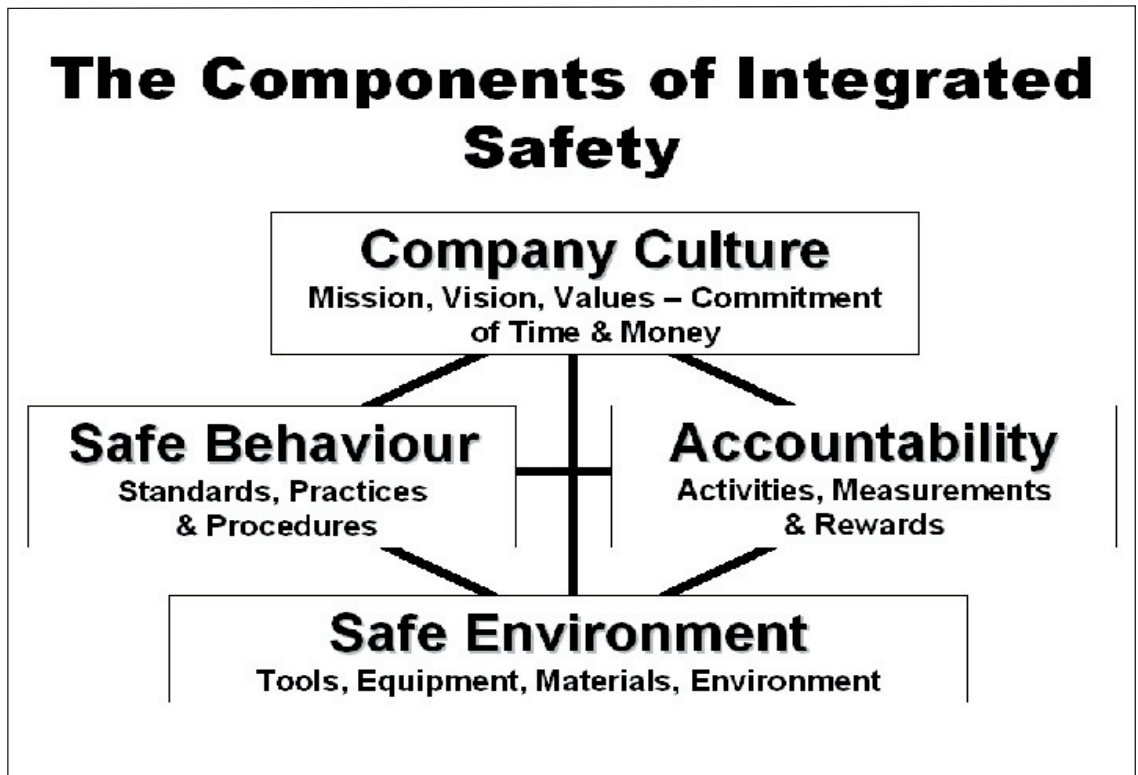 The Components of Integrated
Safety
Company Culture
Mission, Vision, Values – Commitment
of Time & Money
Safe Behaviour
Standards, Practices
& Procedures
Accountability
Activities, Measurements
& Rewards
Safe Environment
Tools, Equipment, Materials, Environment